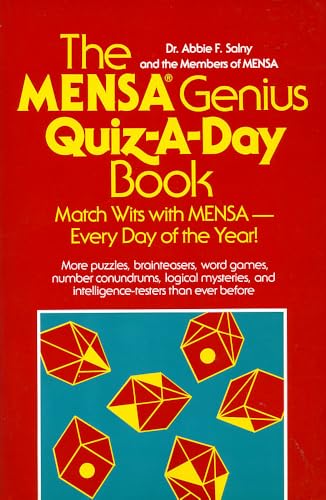 The
Dr. Abbie F. Salny
and the Members of MENSA
MENSA® Genius
Quiz-A-Day
Book
Match Wits with MENSA—
Every Day of the Year!
More puzzles, brainteasers, word games,
number conundrums, logical mysteries, and
intelligence-testers than ever before